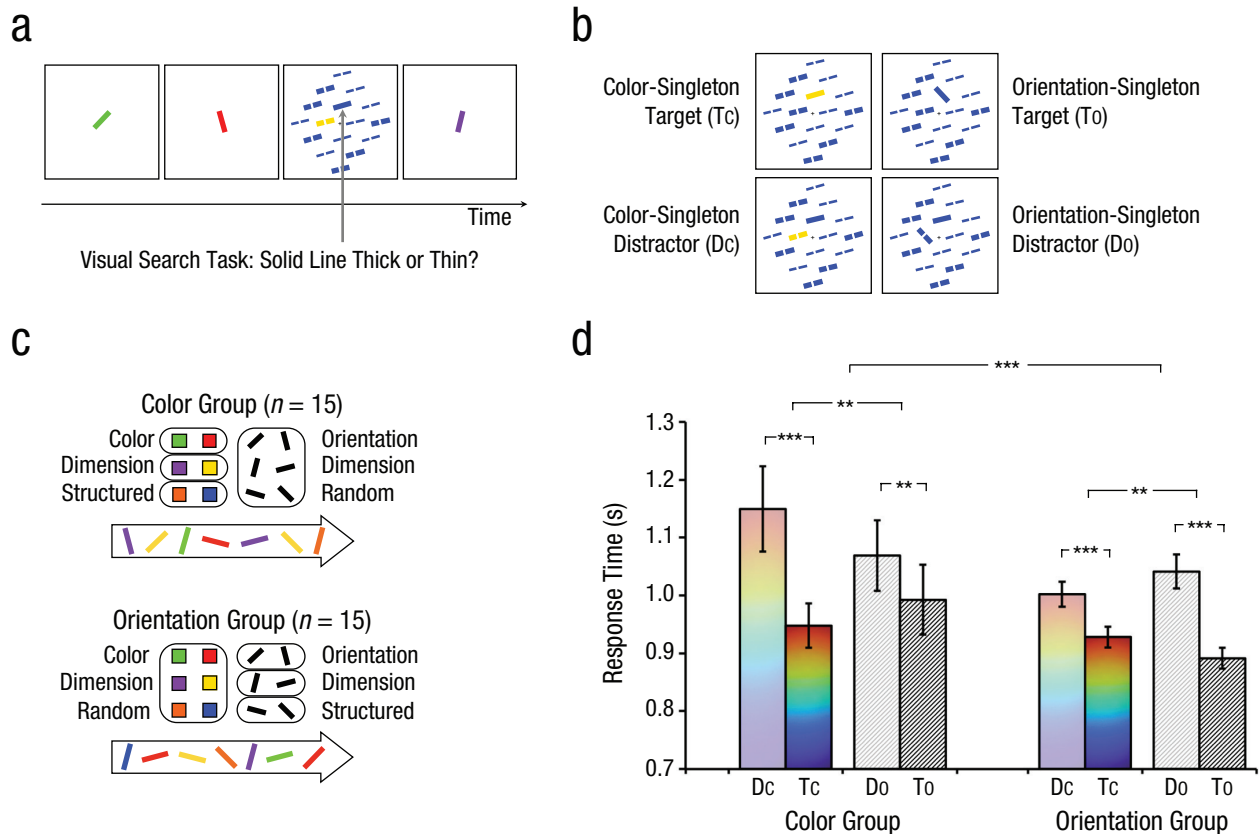 a
Time
Visual Search Task: Solid Line Thick or Thin?
b
Color-Singleton
Target (TC)
Orientation-Singleton
Target (TO)
Color-Singleton
Distractor (DC)
Orientation-Singleton
Distractor (DO)
c
Color Group (n = 15)
Color
Dimension
Structured
Orientation
Dimension
Random
Orientation Group (n = 15)
Color
Dimension
Random
Orientation
Dimension
Structured
d
***
**
**
***
**
***
***
1.3
1.2
1.1
1.0
0.9
0.8
0.7
Response Time (s)
DC TC DO TO DC TC DO TO
Color Group Orientation Group